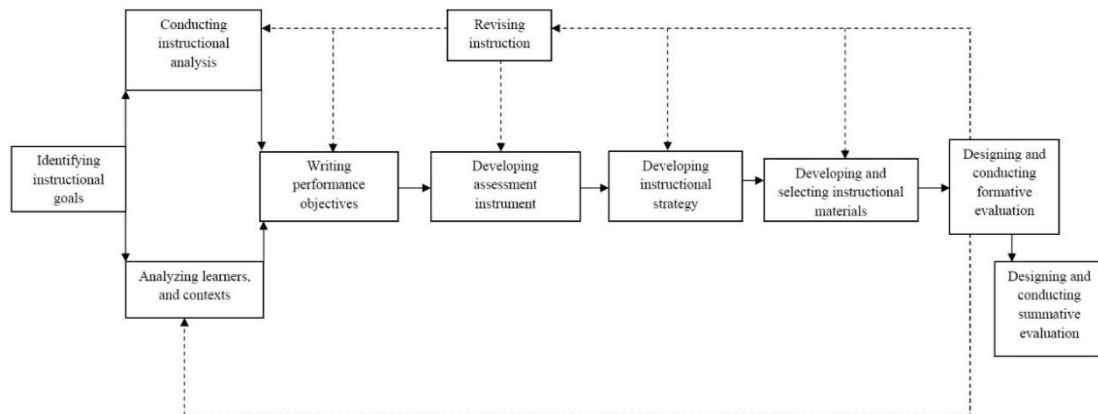 Conducting
instructional
analysis
Revising
instruction
Identifying
instructional
goals
Writing
performance
objectives
Developing
assessment
instrument
Developing
instructional
strategy
Developing and
selecting instructional
materials
Designing and
conducting
formative
evaluation
Analyzing learners,
and contexts
Designing and
conducting
summative
evaluation